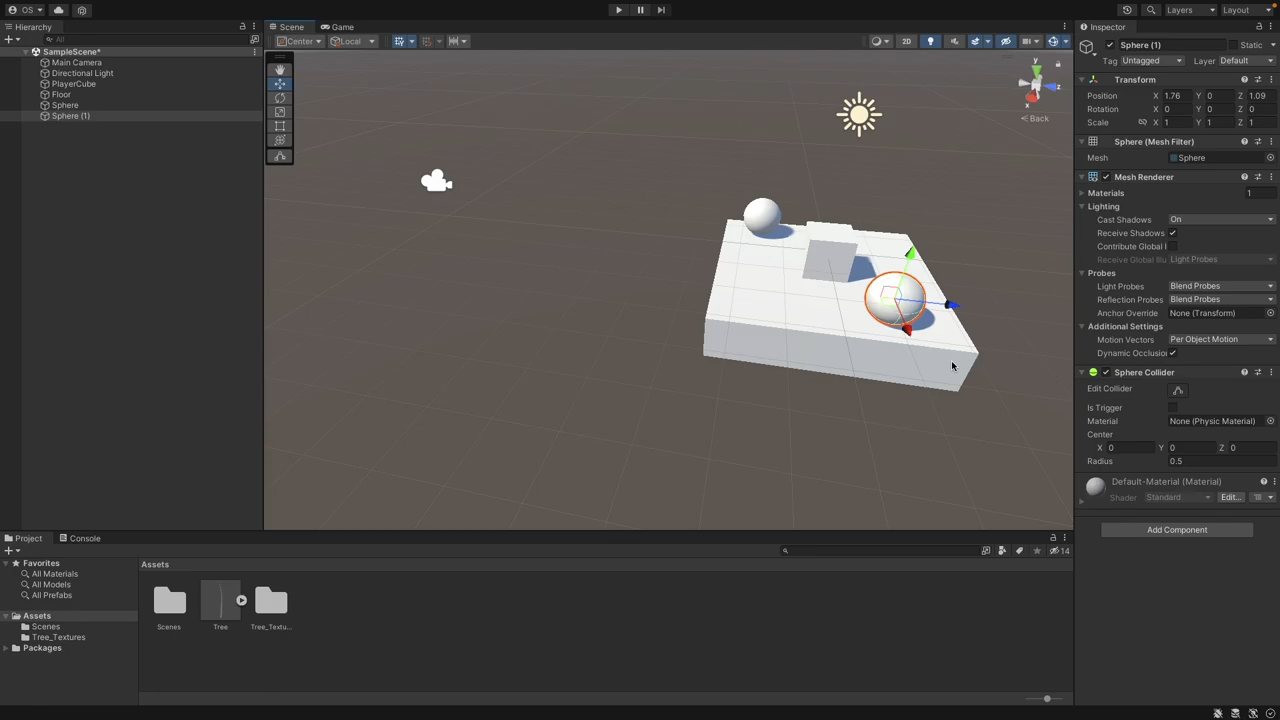 OS
Layers
Layout
Hierarchy
All
SampleScene*
Main Camera
Directional Light
PlayerCube
Floor
Sphere
Sphere (1)
Scene
Game
Center
Local
2D
y
z
x
Back
Inspector
Sphere (1)
Static
Tag Untagged Layer Default
Transform
Position X 1.76 Y 0 Z 1.09
Rotation X 0 Y 0 Z 0
Scale X 1 Y 1 Z 1
Sphere (Mesh Filter)
Mesh Sphere
Mesh Renderer
Materials 1
Lighting
Cast Shadows On
Receive Shadows
Contribute Global I
Receive Global Illu Light Probes
Probes
Light Probes Blend Probes
Reflection Probes Blend Probes
Anchor Override None (Transform)
Additional Settings
Motion Vectors Per Object Motion
Dynamic Occlusion
Sphere Collider
Edit Collider
Is Trigger
Material None (Physic Material)
Center
X 0 Y 0 Z 0
Radius 0.5
Default-Material (Material)
Shader Standard Edit...
Add Component
Project
Console
14
Favorites
All Materials
All Models
All Prefabs
Assets
Scenes
Tree_Textures
Packages
Assets
Scenes
Tree
Tree_Textu...